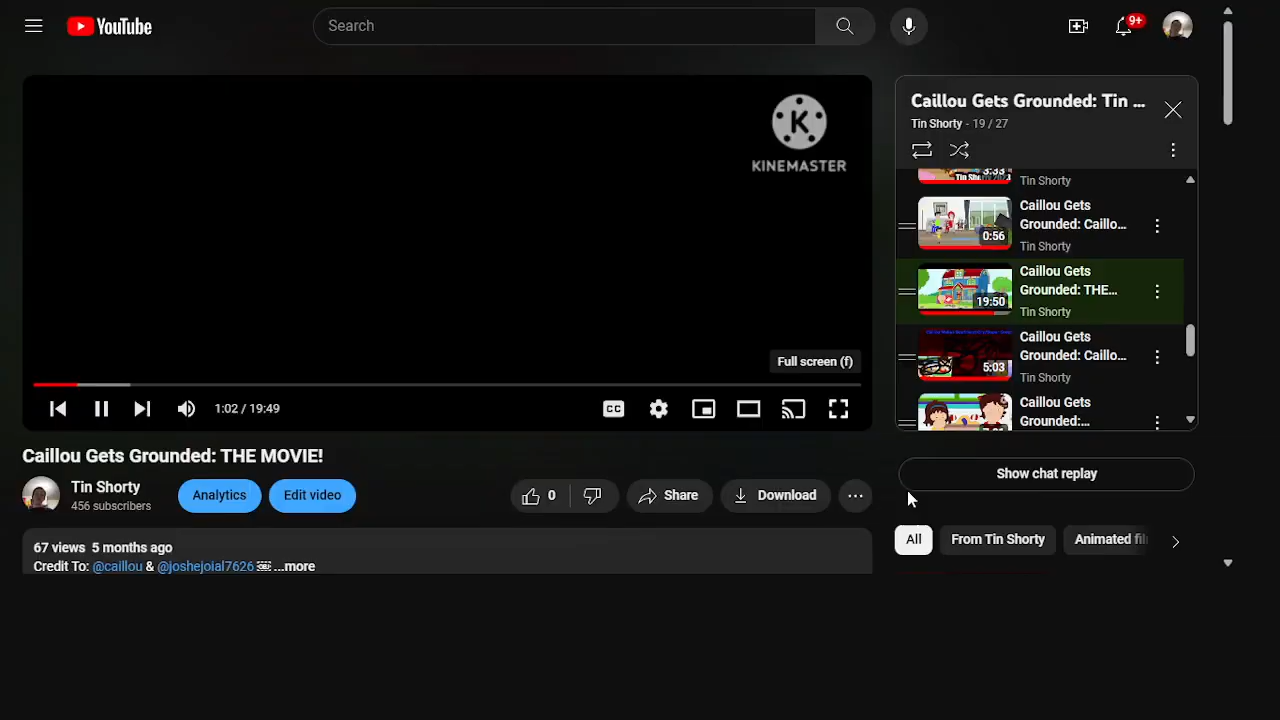 YouTube
Search
9+
KINEMASTER
Full screen (f)
1:02 / 19:49
CC
Caillou Gets Grounded: THE MOVIE!
Tin Shorty
456 subscribers
Analytics
Edit video
0
Share
Download
67 views 5 months ago
Credit To: @caillou & @joshejoial7626 ...more
Caillou Gets Grounded: Tin ...
Tin Shorty - 19 / 27
3:33
Tin Shorty
Caillou Gets
Grounded: Caillo...
0:56
Tin Shorty
Caillou Gets
Grounded: THE...
19:50
Tin Shorty
Caillou Gets
Grounded: Caillo...
5:03
Tin Shorty
Caillou Gets
Grounded:...
Show chat replay
All
From Tin Shorty
Animated